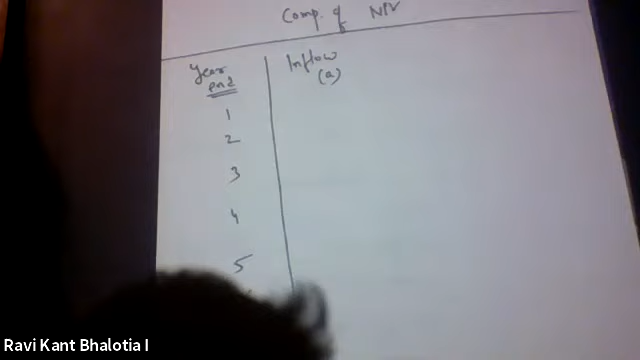 Comp. of NPV
Year end
Inflow (a)
1
2
3
4
5
Ravi Kant Bhalotia I